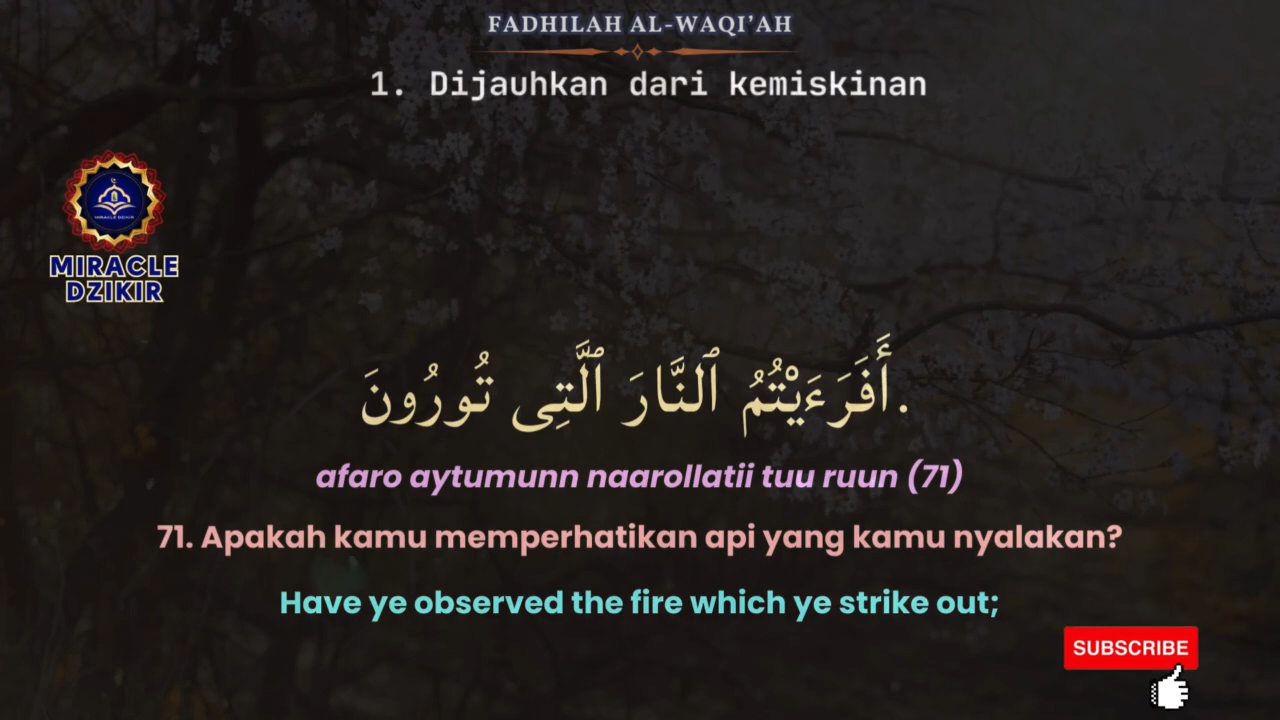 FADHILAH AL-WAQI'AH
1. Dijauhkan dari kemiskinan
MIRACLE DZIKIR
MIRACLE
DZIKIR
أَفَرَءَيْتُمُ ٱلنَّارَ ٱلَّتِى تُورُونَ.
afaro aytumunn naarollatii tuu ruun (71)
71. Apakah kamu memperhatikan api yang kamu nyalakan?
Have ye observed the fire which ye strike out;
SUBSCRIBE